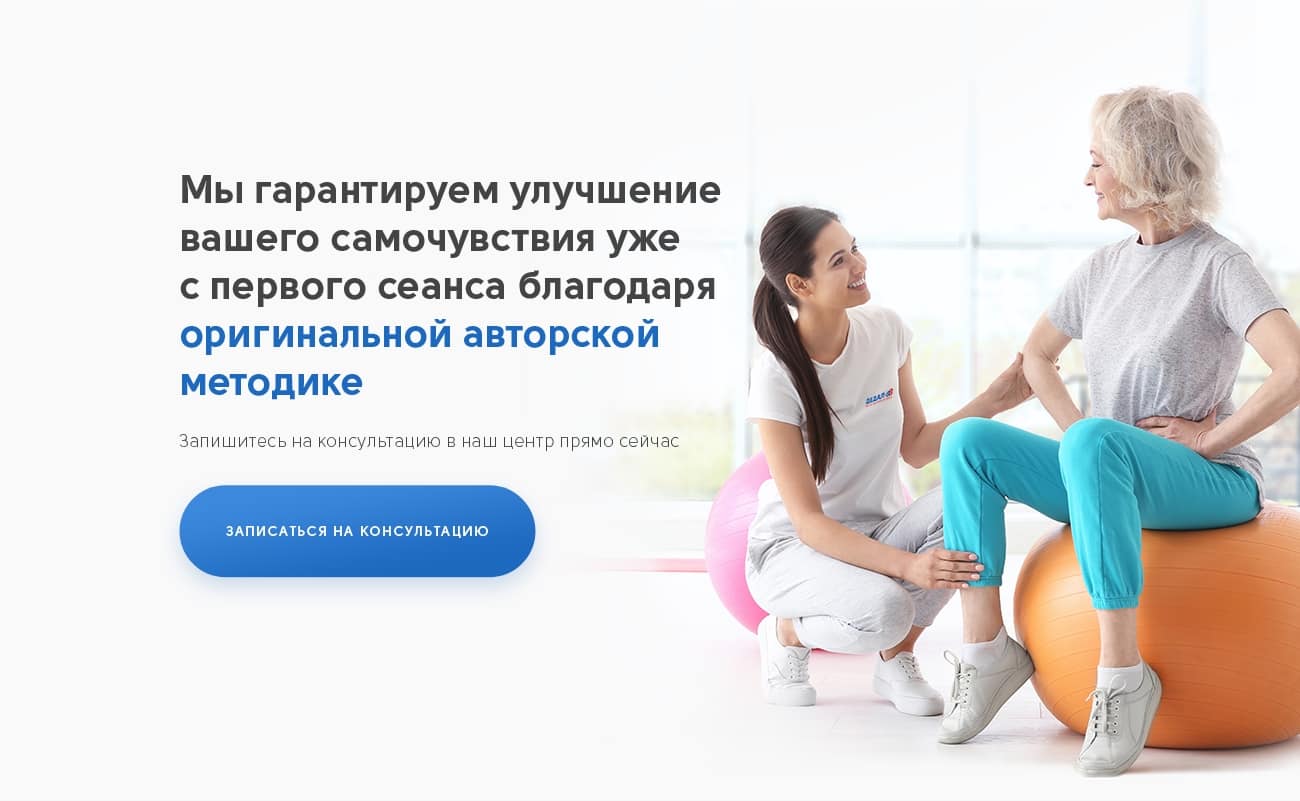 Мы гарантируем улучшение
вашего самочувствия уже
с первого сеанса благодаря
оригинальной авторской
методике
Запишитесь на консультацию в наш центр прямо сейчас
ЗАПИСАТЬСЯ НА КОНСУЛЬТАЦИЮ